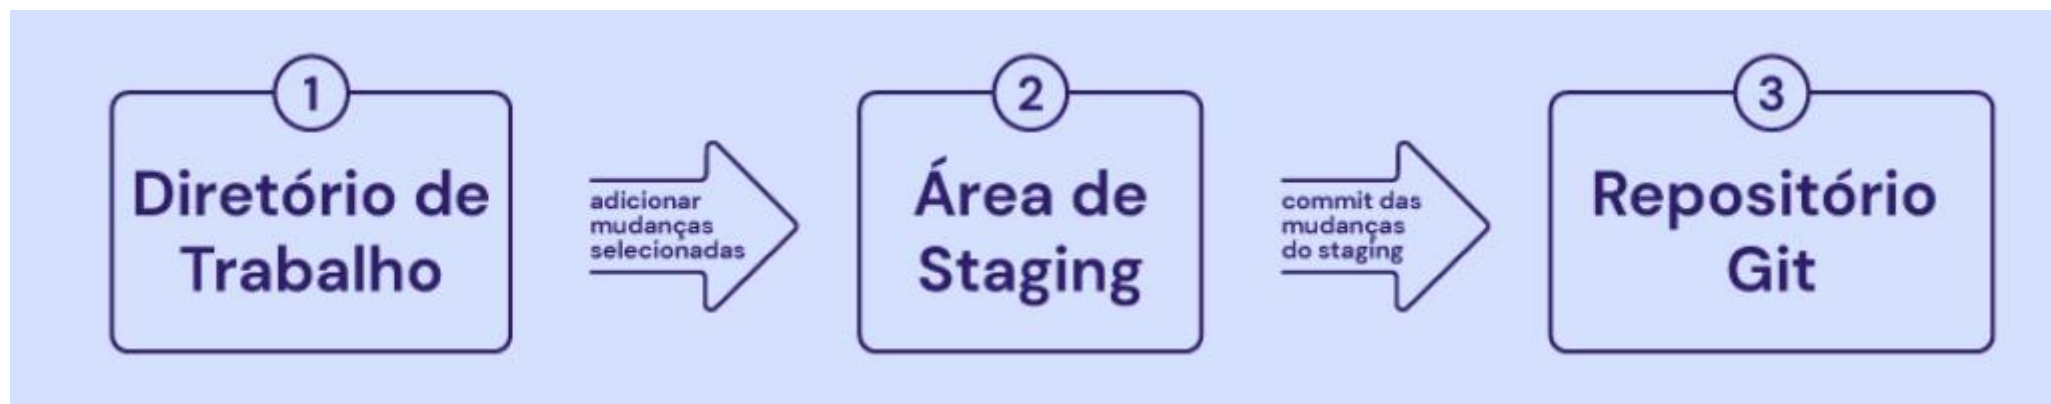 1
Diretório de
Trabalho
adicionar
mudanças
selecionadas
2
Área de
Staging
commit das
mudanças
do staging
3
Repositório
Git